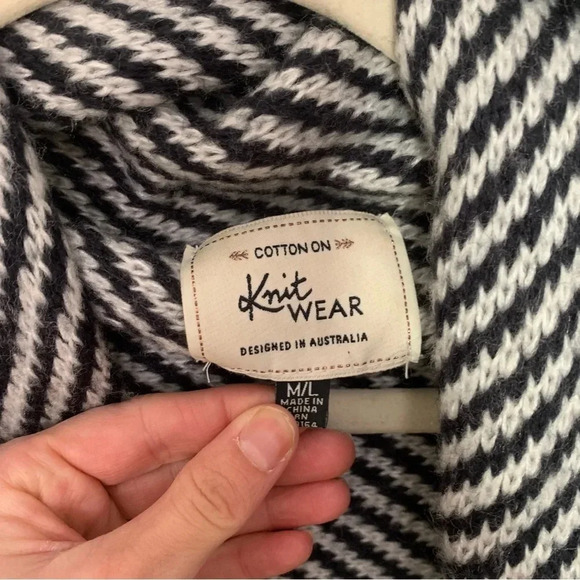 COTTON ON
Knit
WEAR
DESIGNED IN AUSTRALIA
M/L
MADE IN
CHINA